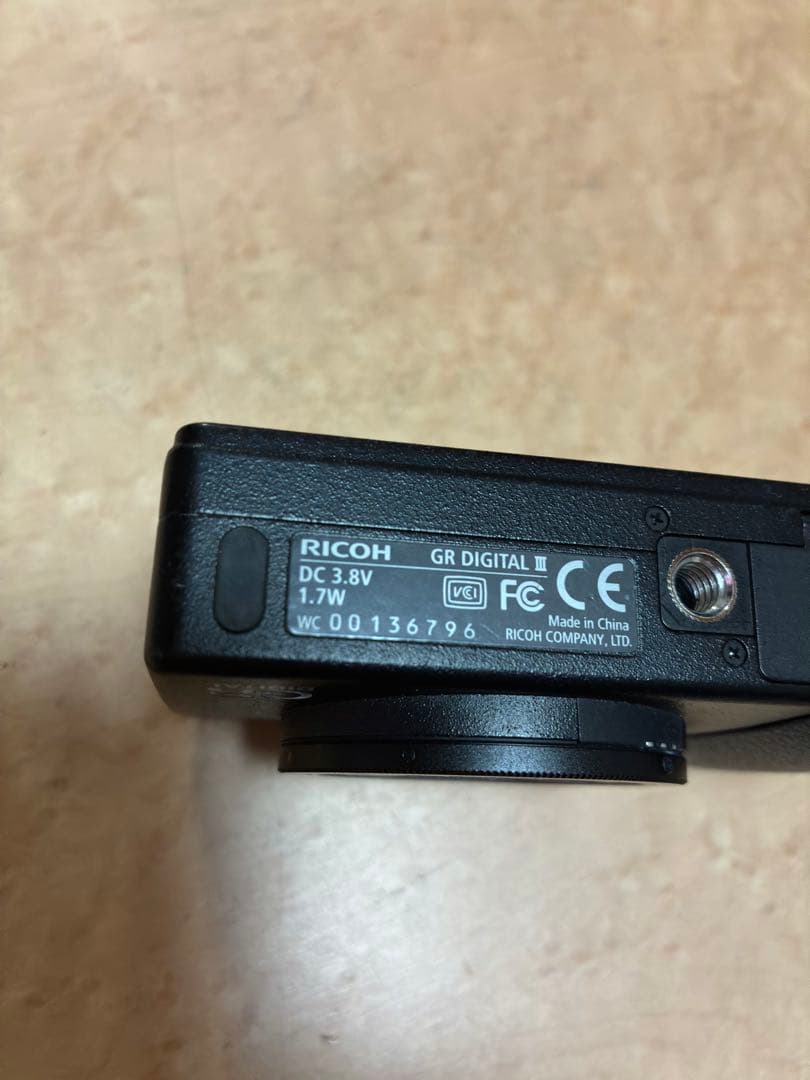 RICOH GR DIGITAL III
DC 3.8V
1.7W
VCI FC CE
Made in China
WC 00136796
RICOH COMPANY, LTD.